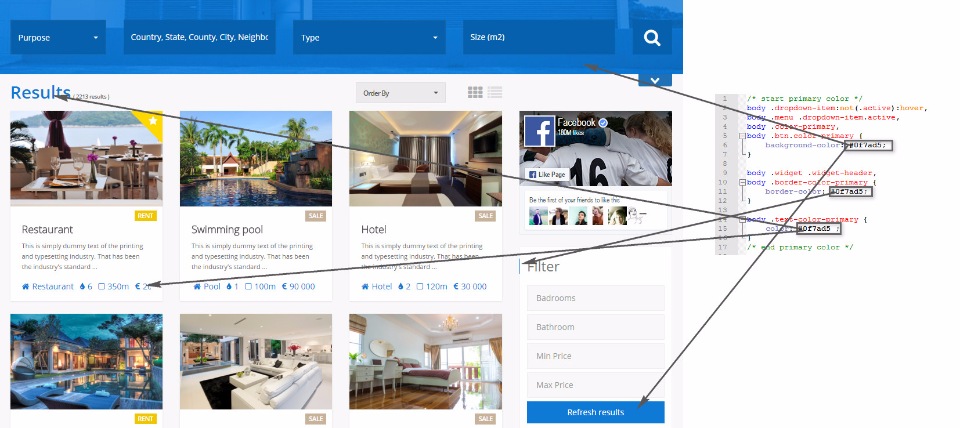 Purpose
Country, State, County, City, Neighbo
Type
Size (m2)
Results ( 2213 results )
Order By
Facebook
180M likes
16
Like Page
Be the first of your friends to like this
RENT
SALE
SALE
Restaurant
This is simply dummy text of the printing
and typesetting industry. That has been
the industry's standard ...
Restaurant 6 350m € 20
Swimming pool
This is simply dummy text of the printing
and typesetting industry. That has been
the industry's standard ...
Pool 1 100m € 90 000
Hotel
This is simply dummy text of the printing
and typesetting industry. That has been
the industry's standard ...
Hotel 2 120m € 30 000
Filter
Badrooms
Bathroom
Min Price
Max Price
Refresh results
RENT
SALE
SALE
1 /* start primary color */
2 body .dropdown-item:not(.active):hover,
3 body .menu .dropdown-item.active,
4 body .color-primary,
5 body .btn.color-primary {
6 background-color: #0f7ad5;
7 }
8
9 body .widget .widget-header,
10 body .border-color-primary {
11 border-color: #0f7ad5;
12 }
13
14 body .text-color-primary {
15 color: #0f7ad5 ;
16 }
17 /* end primary color */